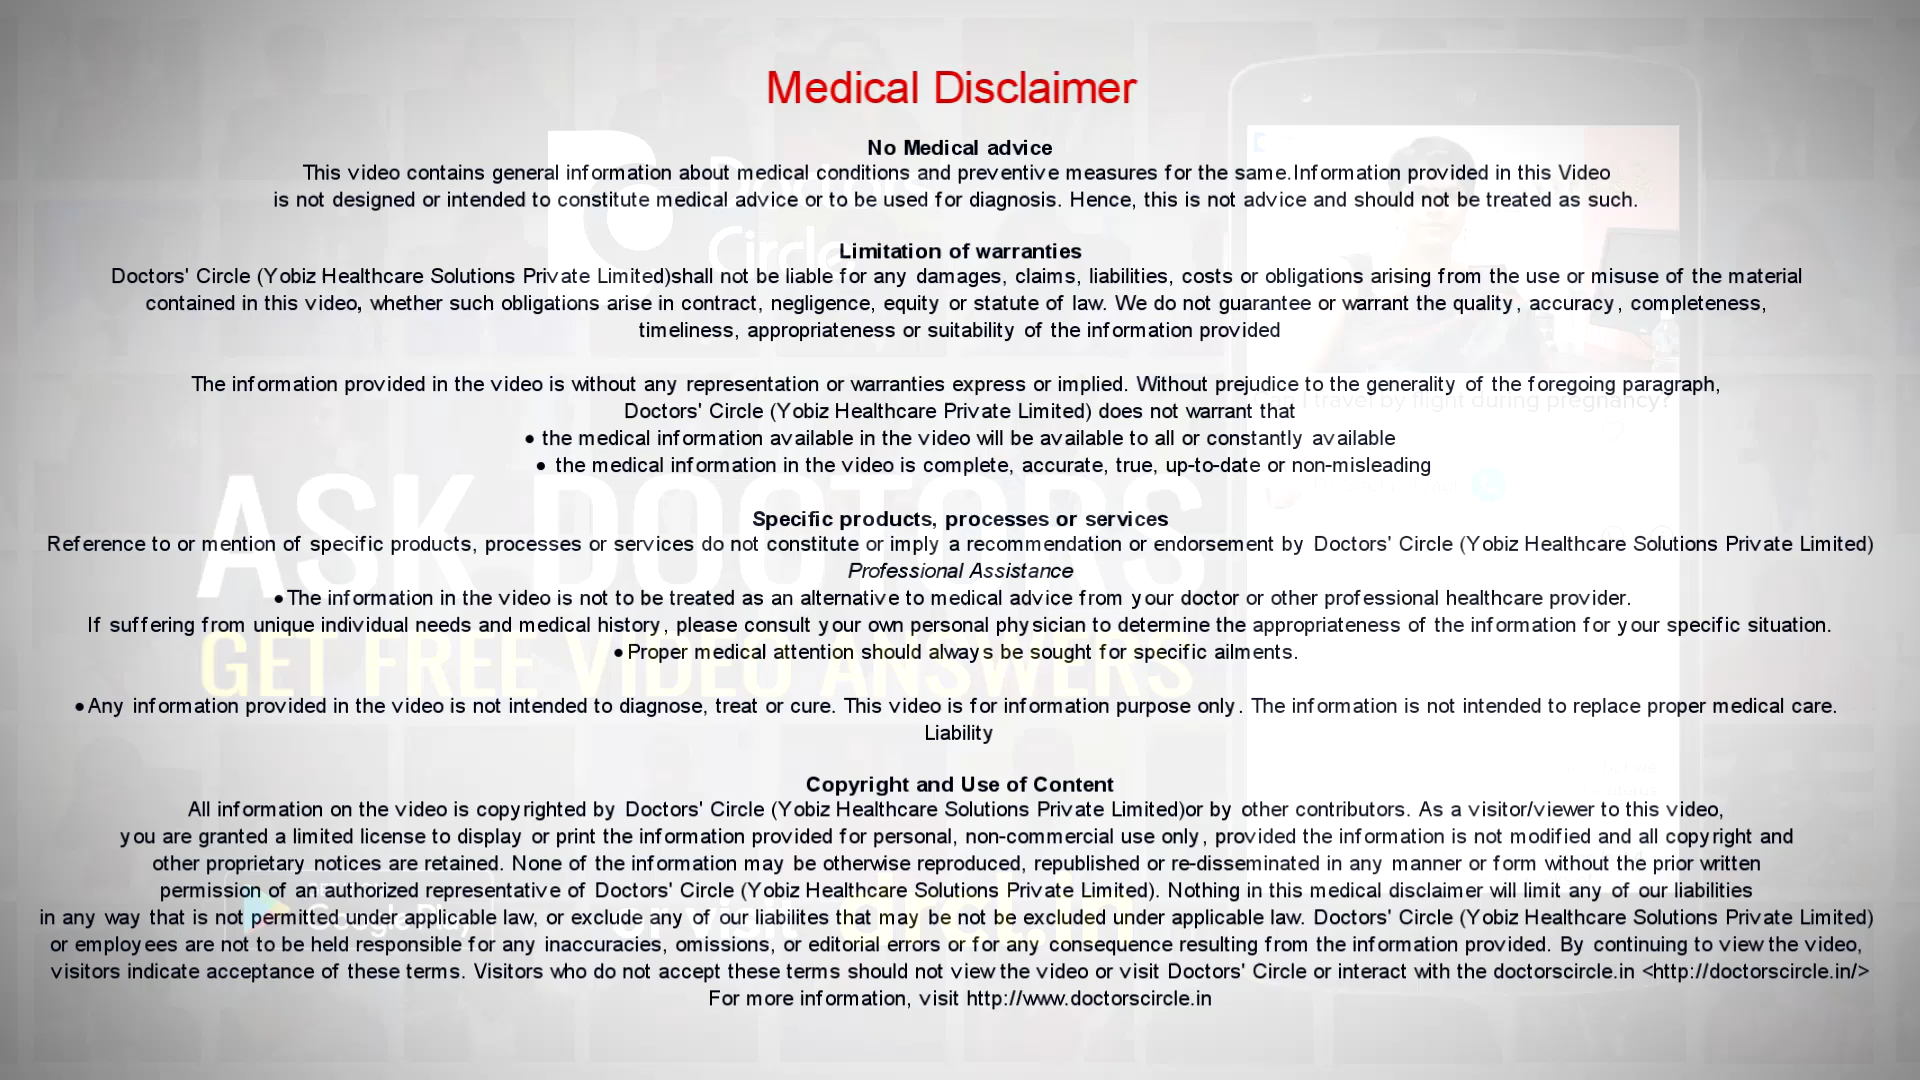 Medical Disclaimer
No Medical advice
This video contains general information about medical conditions and preventive measures for the same.Information provided in this Video
is not designed or intended to constitute medical advice or to be used for diagnosis. Hence, this is not advice and should not be treated as such.
Doctors
Circle
Limitation of warranties
Doctors' Circle (Yobiz Healthcare Solutions Private Limited)shall not be liable for any damages, claims, liabilities, costs or obligations arising from the use or misuse of the material
contained in this video, whether such obligations arise in contract, negligence, equity or statute of law. We do not guarantee or warrant the quality, accuracy, completeness,
timeliness, appropriateness or suitability of the information provided
The information provided in the video is without any representation or warranties express or implied. Without prejudice to the generality of the foregoing paragraph,
Can I travel by flight during pregnancy?
Doctors' Circle (Yobiz Healthcare Private Limited) does not warrant that
• the medical information available in the video will be available to all or constantly available
• the medical information in the video is complete, accurate, true, up-to-date or non-misleading
ASK DOCTORS
Specific products, processes or services
Reference to or mention of specific products, processes or services do not constitute or imply a recommendation or endorsement by Doctors' Circle (Yobiz Healthcare Solutions Private Limited)
Professional Assistance
•The information in the video is not to be treated as an alternative to medical advice from your doctor or other professional healthcare provider.
If suffering from unique individual needs and medical history, please consult your own personal physician to determine the appropriateness of the information for your specific situation.
•Proper medical attention should always be sought for specific ailments.
GET FREE VIDEO ANSWERS
•Any information provided in the video is not intended to diagnose, treat or cure. This video is for information purpose only. The information is not intended to replace proper medical care.
Liability
Copyright and Use of Content
All information on the video is copyrighted by Doctors' Circle (Yobiz Healthcare Solutions Private Limited)or by other contributors. As a visitor/viewer to this video,
you are granted a limited license to display or print the information provided for personal, non-commercial use only, provided the information is not modified and all copyright and
other proprietary notices are retained. None of the information may be otherwise reproduced, republished or re-disseminated in any manner or form without the prior written
permission of an authorized representative of Doctors' Circle (Yobiz Healthcare Solutions Private Limited). Nothing in this medical disclaimer will limit any of our liabilities
in any way that is not permitted under applicable law, or exclude any of our liabilites that may be not be excluded under applicable law. Doctors' Circle (Yobiz Healthcare Solutions Private Limited)
Google Play
or visit drcl.in
or employees are not to be held responsible for any inaccuracies, omissions, or editorial errors or for any consequence resulting from the information provided. By continuing to view the video,
visitors indicate acceptance of these terms. Visitors who do not accept these terms should not view the video or visit Doctors' Circle or interact with the doctorscircle.in <http://doctorscircle.in/>
For more information, visit http://www.doctorscircle.in